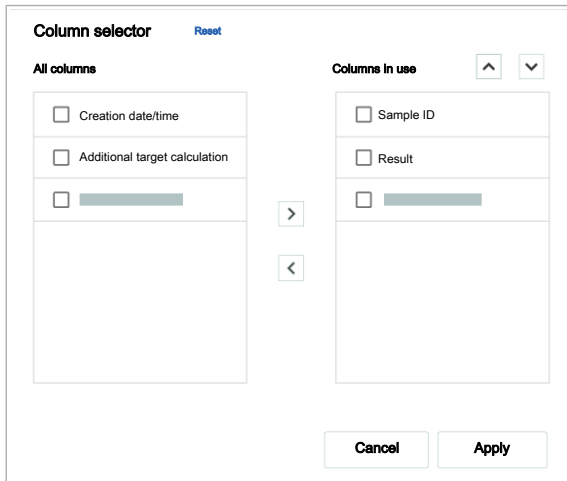 Column selector Reset
All columns
Columns in use
Creation date/time
Additional target calculation
Sample ID
Result
Cancel Apply